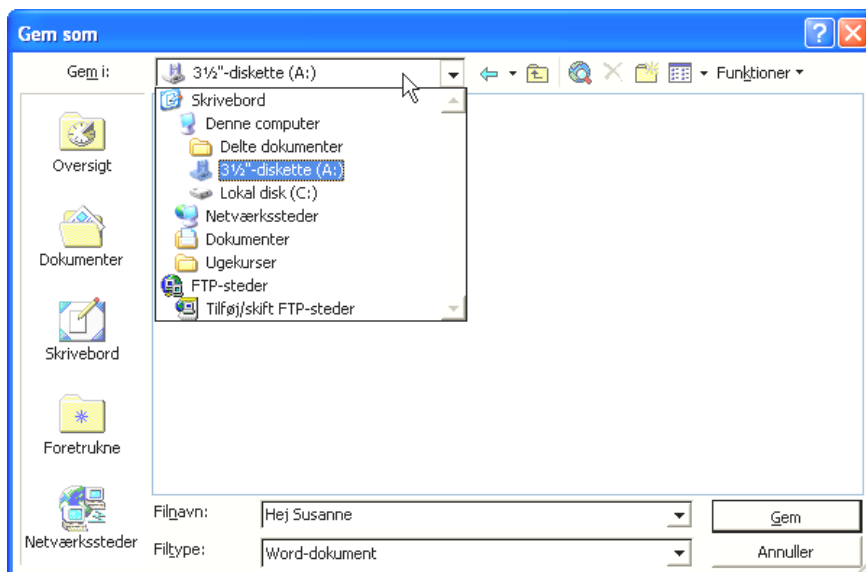 Gem som
Gem i: 3½"-diskette (A:) Funktioner
Skrivebord
Denne computer
Delte dokumenter
3½"-diskette (A:)
Lokal disk (C:)
Netværkssteder
Dokumenter
Ugekurser
FTP-steder
Tilføj/skift FTP-steder
Oversigt
Dokumenter
Skrivebord
Foretrukne
Netværkssteder
Filnavn: Hej Susanne Gem
Filtype: Word-dokument Annuller